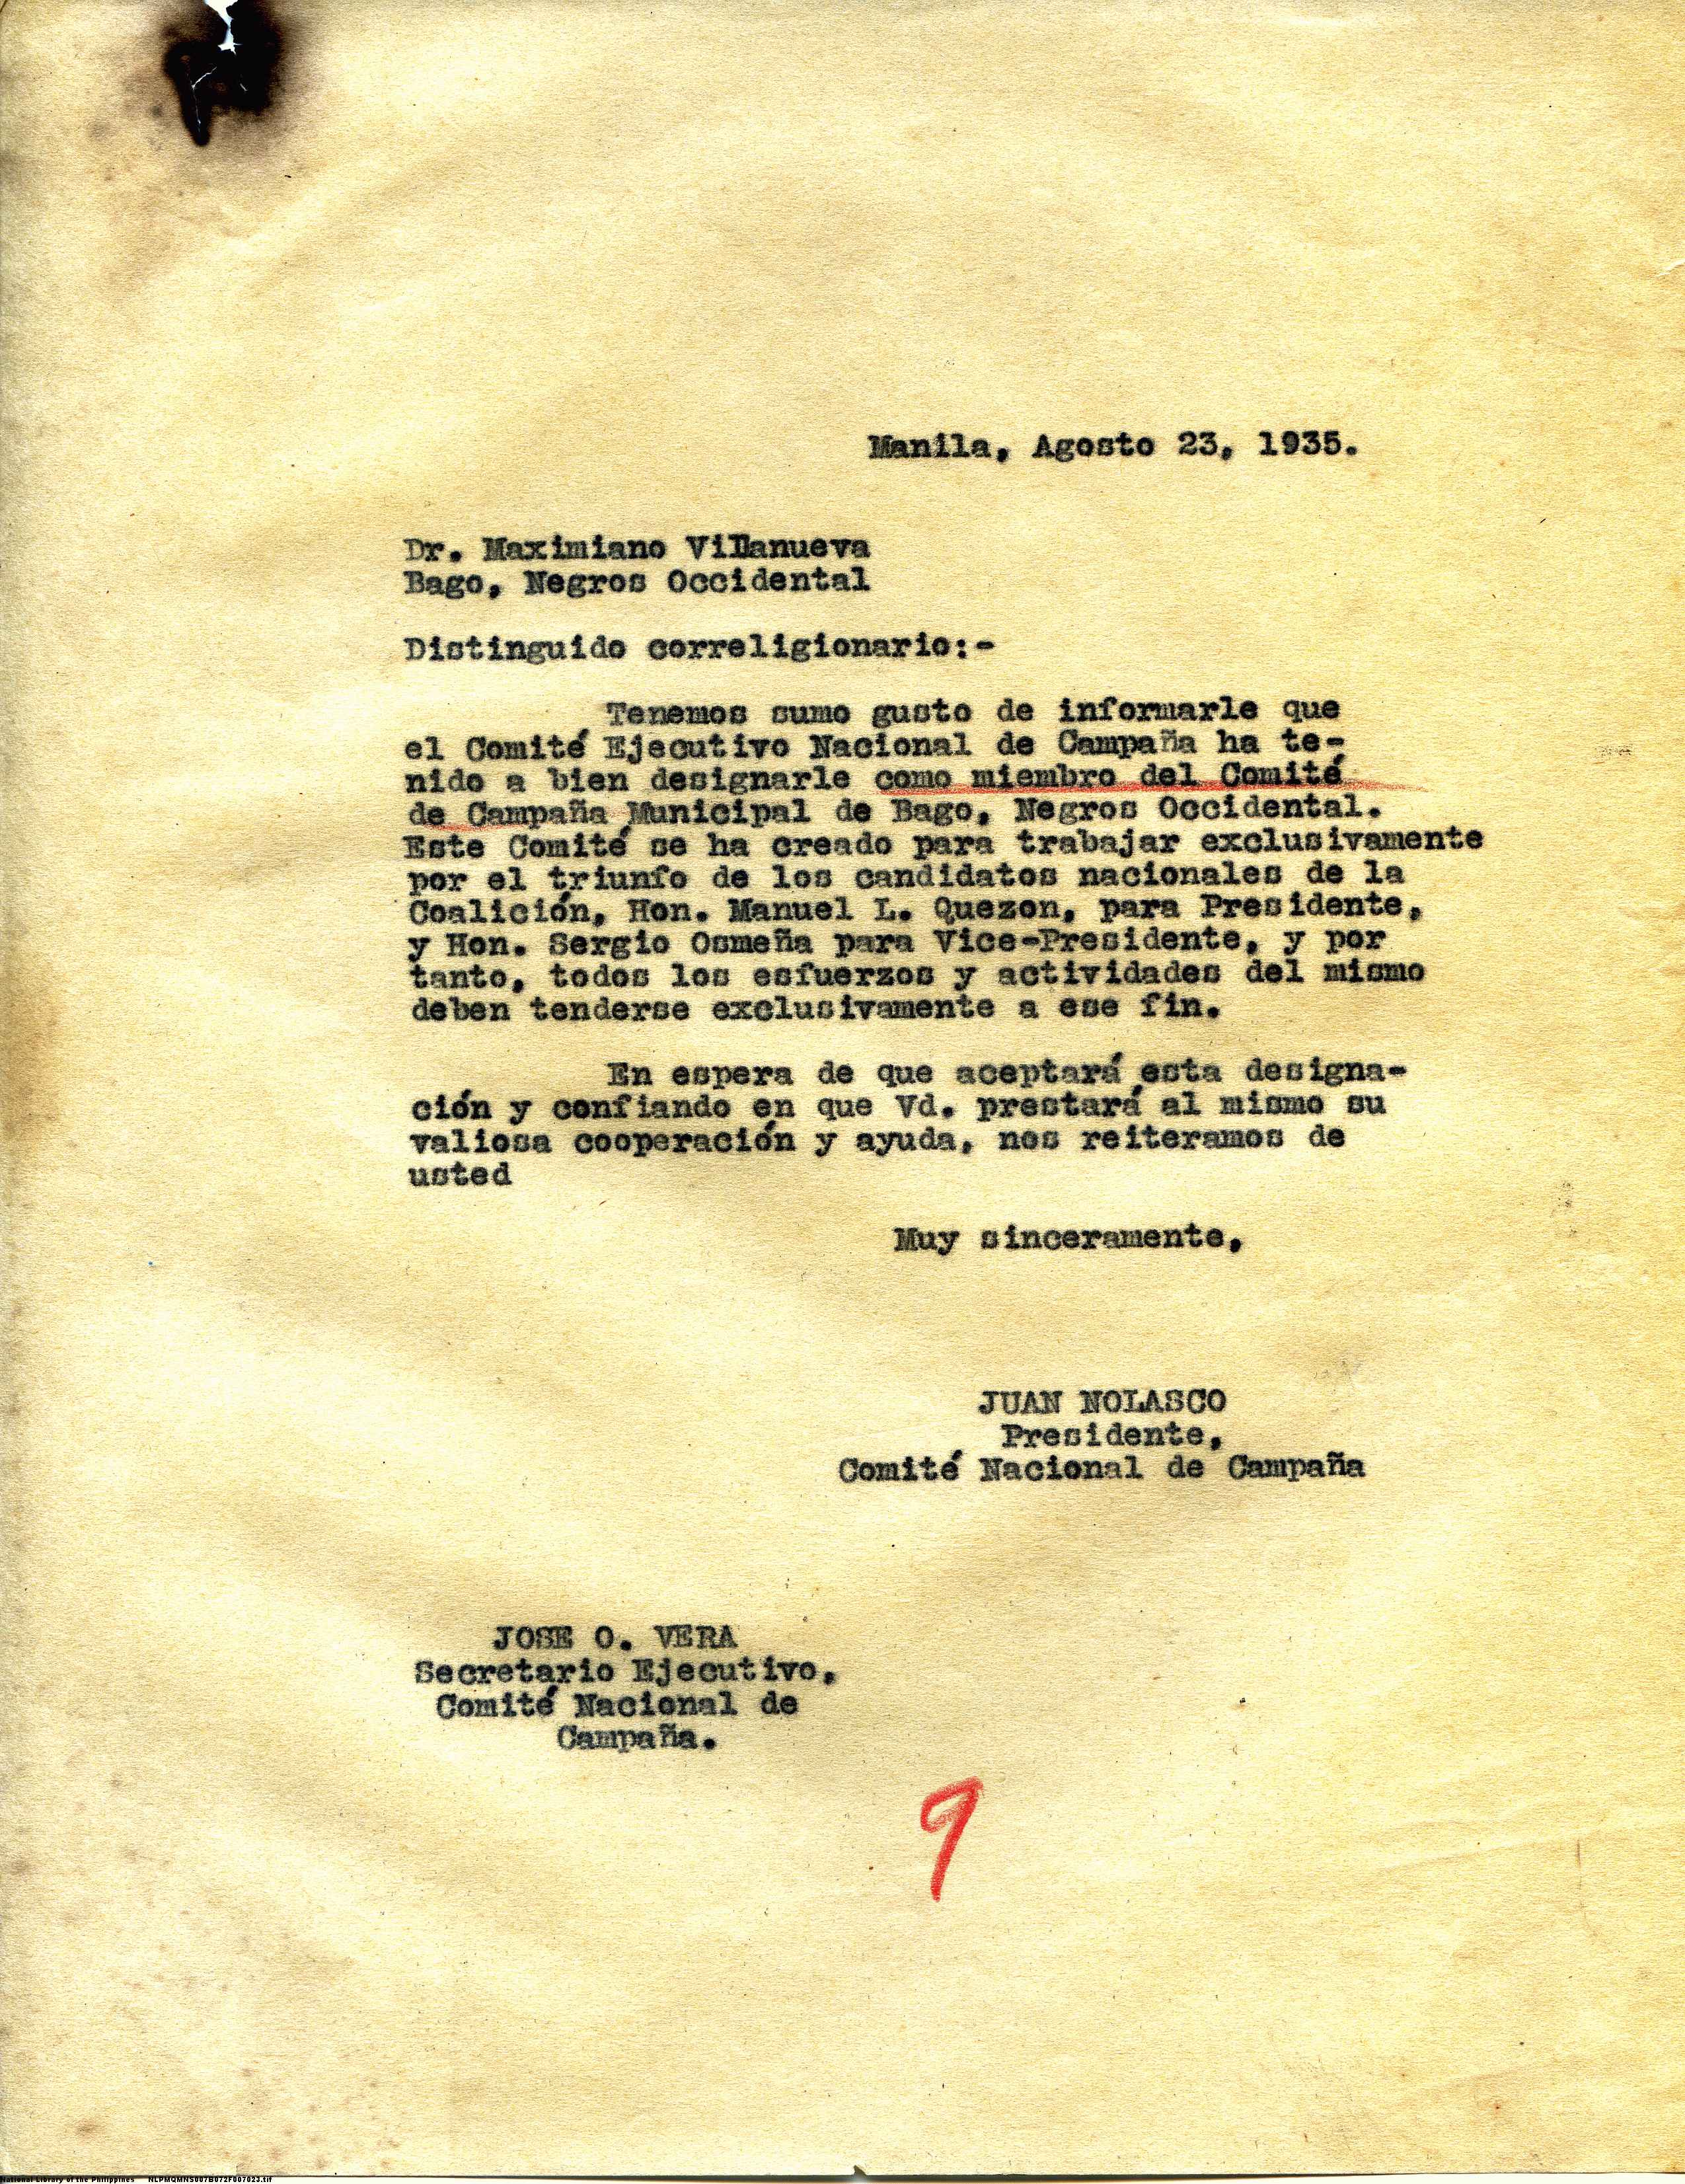 Manila, Agosto 23, 1935.
Dr. Maximiano Villanueva
Bago, Negros Occidental
Distinguido correligionario:-
Tenemos sumo gusto de informarle que
el Comité Ejecutivo Nacional de Campaña ha te-
nido a bien designarle como miembro del Comité
de Campaña Municipal de Bago, Negros Occidental.
Este Comité se ha creado para trabajar exclusivamente
por el triunfo de los candidatos nacionales de la
Coalición, Hon. Manuel L. Quezon, para Presidente,
y Hon. Sergio Osmeña para Vice-Presidente, y por
tanto, todos los esfuerzos y actividades del mismo
deben tenderse exclusivamente a ese fin.
En espera de que aceptará esta designa-
ción y confiando en que Vd. prestará al mismo su
valiosa cooperación y ayuda, nos reiteramos de
usted
Muy sinceramente,
JUAN NOLASCO
Presidente,
Comité Nacional de Campaña
JOSE O. VERA
Secretario Ejecutivo,
Comité Nacional de
Campaña.
9
National Library of the Philippines